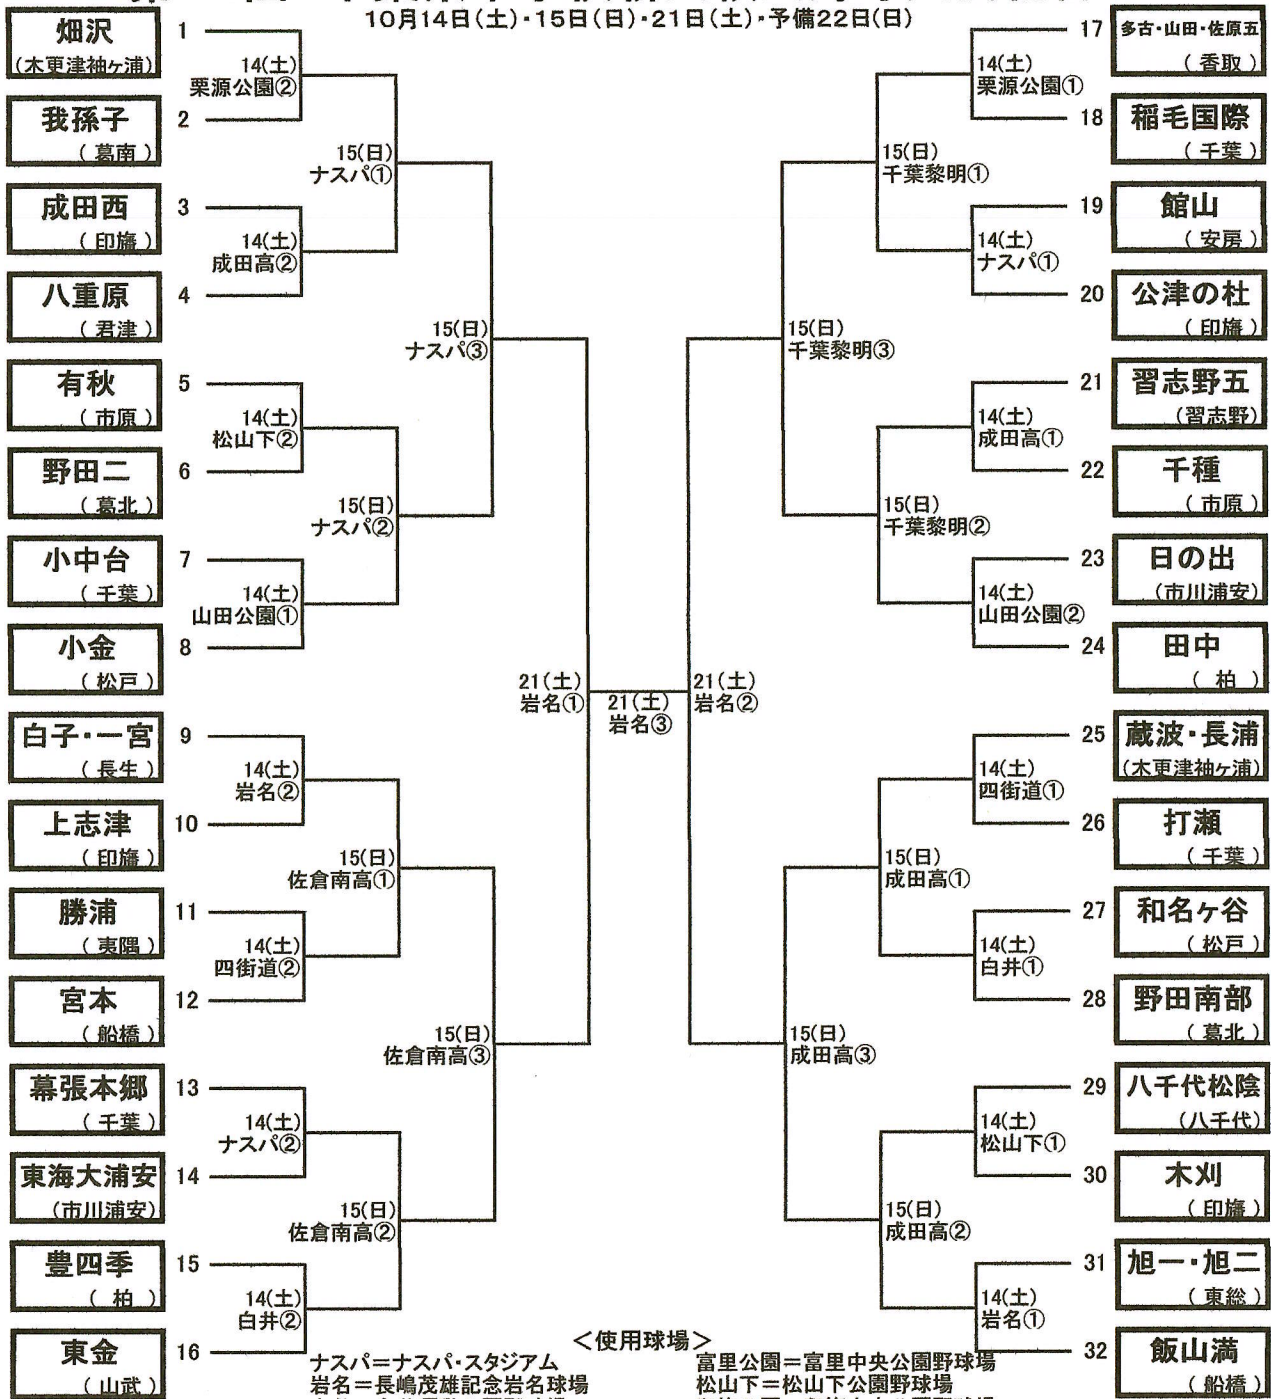 10月14日(土)・15日(日)・21日(土)・予備22日(日)
畑沢
(木更津袖ヶ浦)
1
14(土)
栗源公園②
我孫子
(葛南)
2
15(日)
ナスパ①
成田西
(印旛)
3
14(土)
成田高②
八重原
(君津)
4
15(日)
ナスパ③
有秋
(市原)
5
14(土)
松山下②
野田二
(葛北)
6
15(日)
ナスパ②
小中台
(千葉)
7
14(土)
山田公園①
小金
(松戸)
8
21(土)
岩名①
白子・一宮
(長生)
9
14(土)
岩名②
上志津
(印旛)
10
15(日)
佐倉南高①
勝浦
(夷隅)
11
14(土)
四街道②
宮本
(船橋)
12
15(日)
佐倉南高③
幕張本郷
(千葉)
13
14(土)
ナスパ②
東海大浦安
(市川浦安)
14
15(日)
佐倉南高②
豊四季
(柏)
15
14(土)
白井②
東金
(山武)
16
21(土)
岩名③
17
多古・山田・佐原五
(香取)
14(土)
栗源公園①
18
稲毛国際
(千葉)
15(日)
千葉黎明①
19
館山
(安房)
14(土)
ナスパ①
20
公津の杜
(印旛)
15(日)
千葉黎明③
21
習志野五
(習志野)
14(土)
成田高①
22
千種
(市原)
15(日)
千葉黎明②
23
日の出
(市川浦安)
14(土)
山田公園②
24
田中
(柏)
21(土)
岩名②
25
蔵波・長浦
(木更津袖ヶ浦)
14(土)
四街道①
26
打瀬
(千葉)
15(日)
成田高①
27
和名ヶ谷
(松戸)
14(土)
白井①
28
野田南部
(葛北)
15(日)
成田高③
29
八千代松陰
(八千代)
14(土)
松山下①
30
木刈
(印旛)
15(日)
成田高②
31
旭一・旭二
(東総)
14(土)
岩名①
32
飯山満
(船橋)
＜使用球場＞
ナスパ＝ナスパ・スタジアム
富里公園＝富里中央公園野球場
岩名＝長嶋茂雄記念岩名球場
松山下＝松山下公園野球場